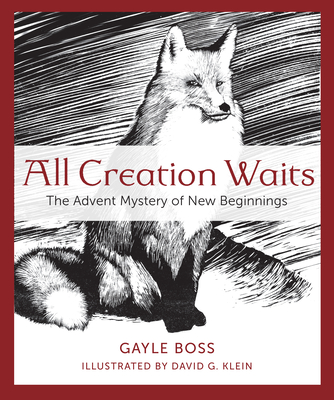 All Creation Waits
The Advent Mystery of New Beginnings
GAYLE BOSS
ILLUSTRATED BY DAVID G. KLEIN